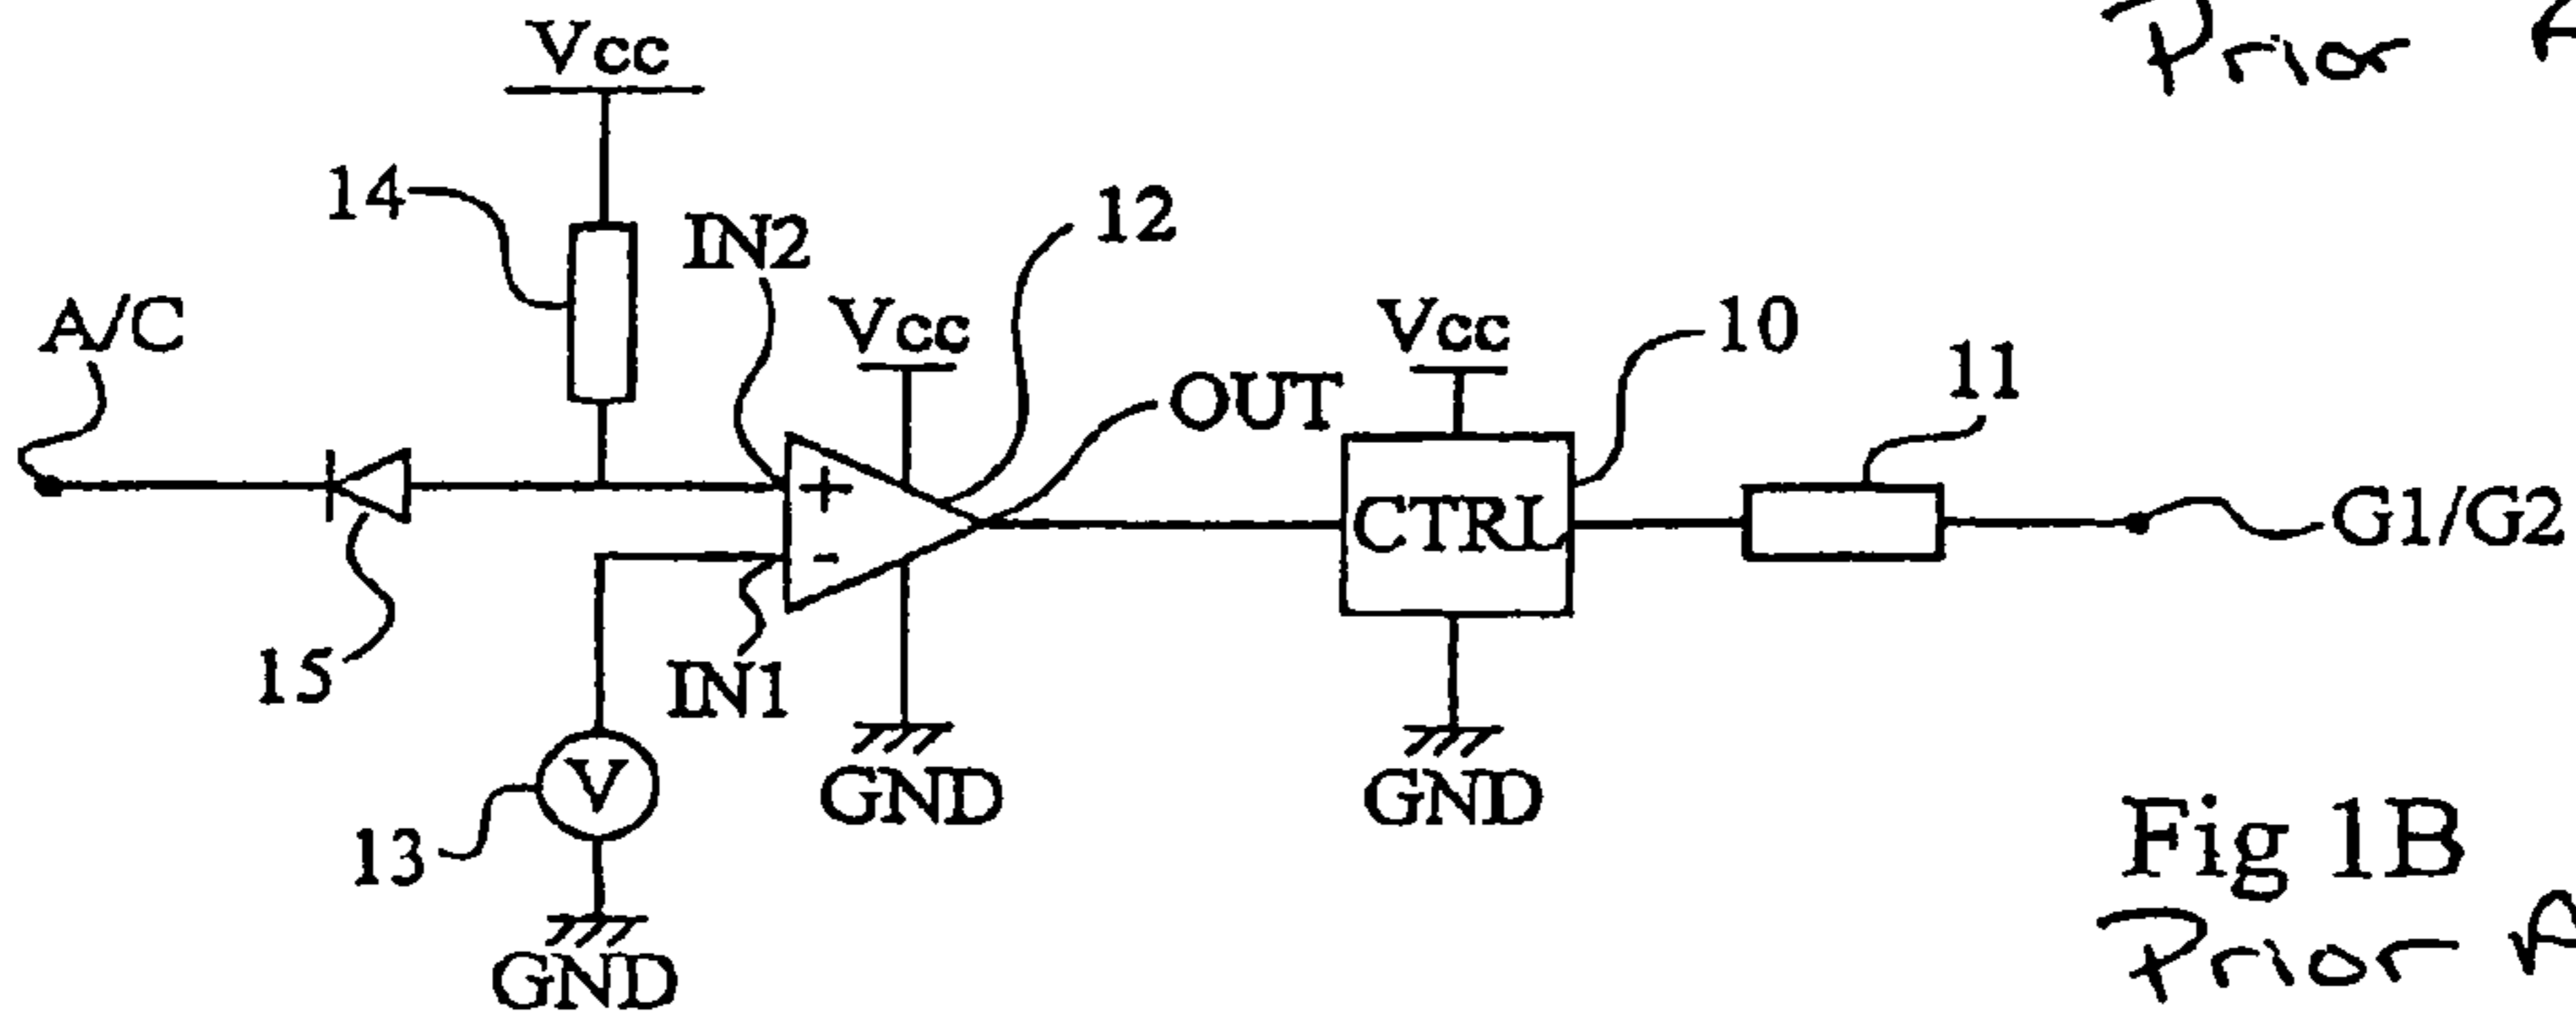 Prior
Vcc
14
IN2
12
A/C
Vcc
Vcc
10
OUT
11
+
CTRL
G1/G2
-
15
IN1
V
GND
GND
13
Fig 1B
Prior A
GND